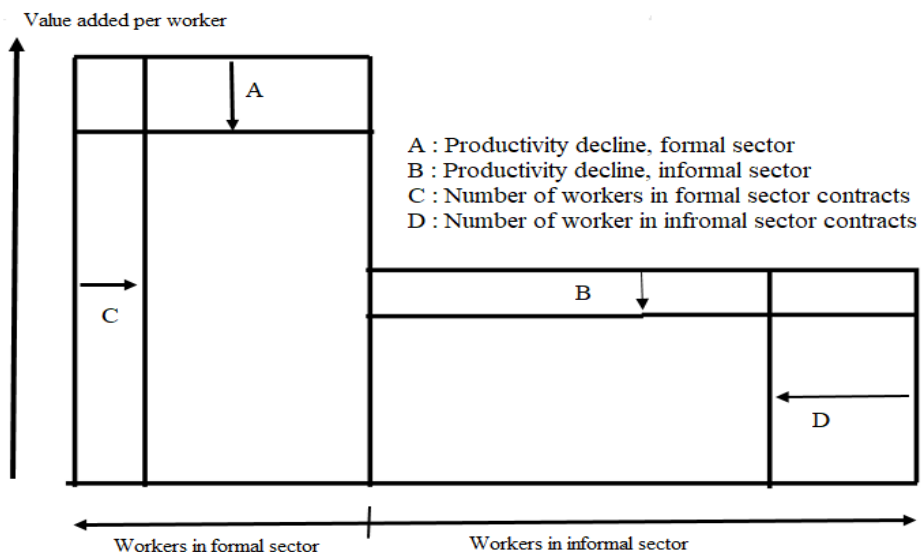 Value added per worker
A
A : Productivity decline, formal sector
B : Productivity decline, informal sector
C : Number of workers in formal sector contracts
D : Number of worker in infromal sector contracts
B
C
D
Workers in formal sector
Workers in informal sector